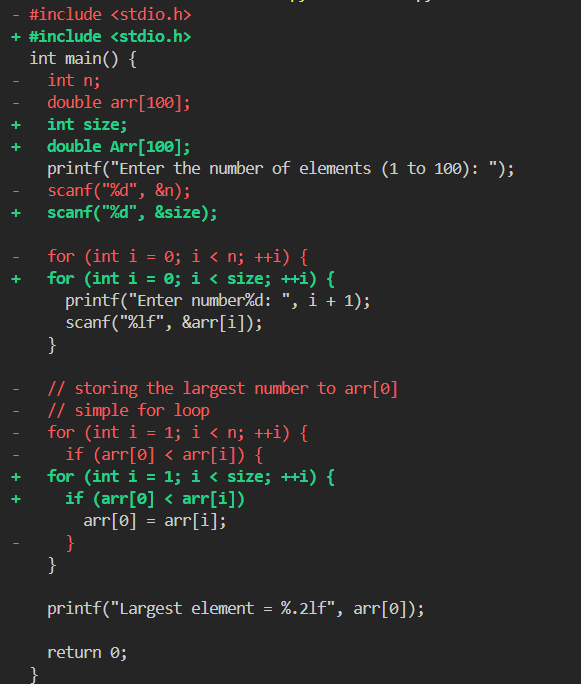 - #include <stdio.h>
+ #include <stdio.h>
  int main() {
-   int n;
-   double arr[100];
+   int size;
+   double Arr[100];
    printf("Enter the number of elements (1 to 100): ");
-   scanf("%d", &n);
+   scanf("%d", &size);

-   for (int i = 0; i < n; ++i) {
+   for (int i = 0; i < size; ++i) {
      printf("Enter number%d: ", i + 1);
      scanf("%lf", &arr[i]);
    }

-   // storing the largest number to arr[0]
-   // simple for loop
-   for (int i = 1; i < n; ++i) {
-     if (arr[0] < arr[i]) {
+   for (int i = 1; i < size; ++i) {
+     if (arr[0] < arr[i])
        arr[0] = arr[i];
-     }
    }

    printf("Largest element = %.2lf", arr[0]);

    return 0;
  }